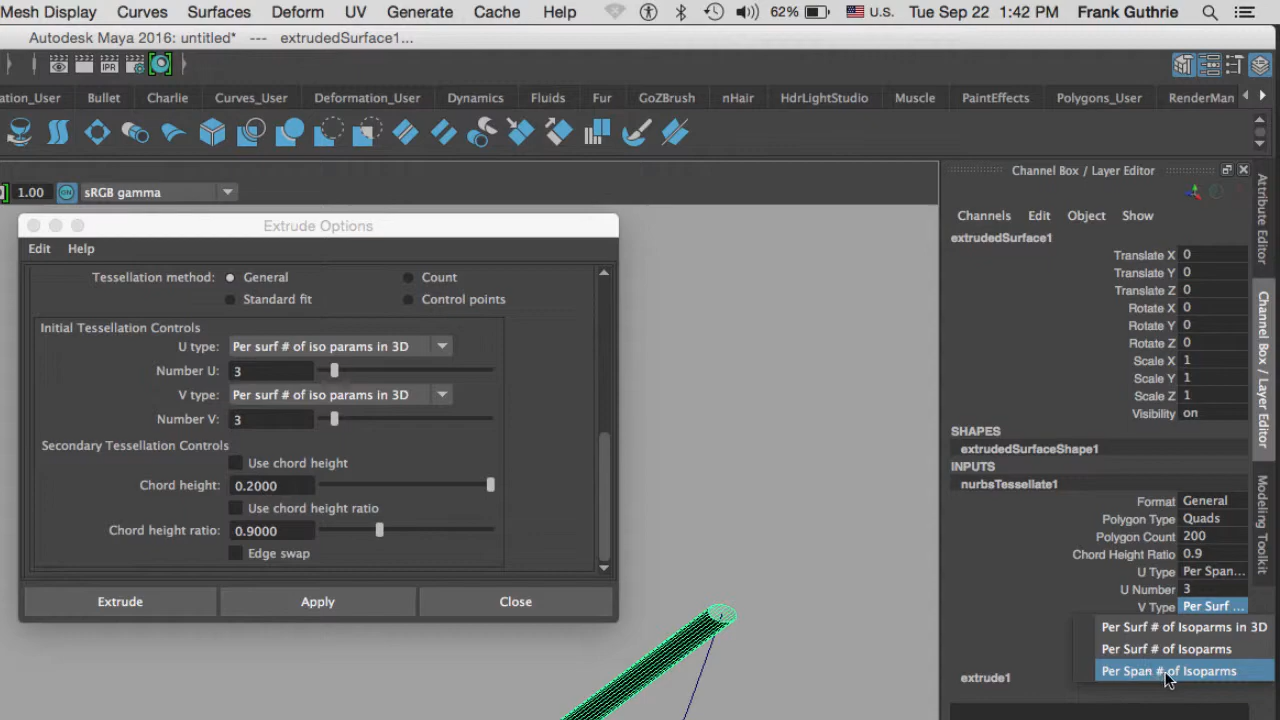 Mesh Display Curves Surfaces Deform UV Generate Cache Help 62% U.S. Tue Sep 22 1:42 PM Frank Guthrie
Autodesk Maya 2016: untitled* --- extrudedSurface1...
IPR
ation_User Bullet Charlie Curves_User Deformation_User Dynamics Fluids Fur GoZBrush nHair HdrLightStudio Muscle PaintEffects Polygons_User RenderMan
1.00 ON sRGB gamma
Extrude Options
Edit Help
Tessellation method: General Count
Standard fit Control points
Initial Tessellation Controls
U type: Per surf # of iso params in 3D
Number U: 3
V type: Per surf # of iso params in 3D
Number V: 3
Secondary Tessellation Controls
Use chord height
Chord height: 0.2000
Use chord height ratio
Chord height ratio: 0.9000
Edge swap
Extrude Apply Close
Channel Box / Layer Editor
Channels Edit Object Show
extrudedSurface1
Translate X 0
Translate Y 0
Translate Z 0
Rotate X 0
Rotate Y 0
Rotate Z 0
Scale X 1
Scale Y 1
Scale Z 1
Visibility on
SHAPES
extrudedSurfaceShape1
INPUTS
nurbsTessellate1
Format General
Polygon Type Quads
Polygon Count 200
Chord Height Ratio 0.9
U Type Per Span...
U Number 3
V Type Per Surf ...
Per Surf # of Isoparms in 3D
Per Surf # of Isoparms
Per Span # of Isoparms
extrude1
Attribute Editor
Channel Box / Layer Editor
Modeling Toolkit